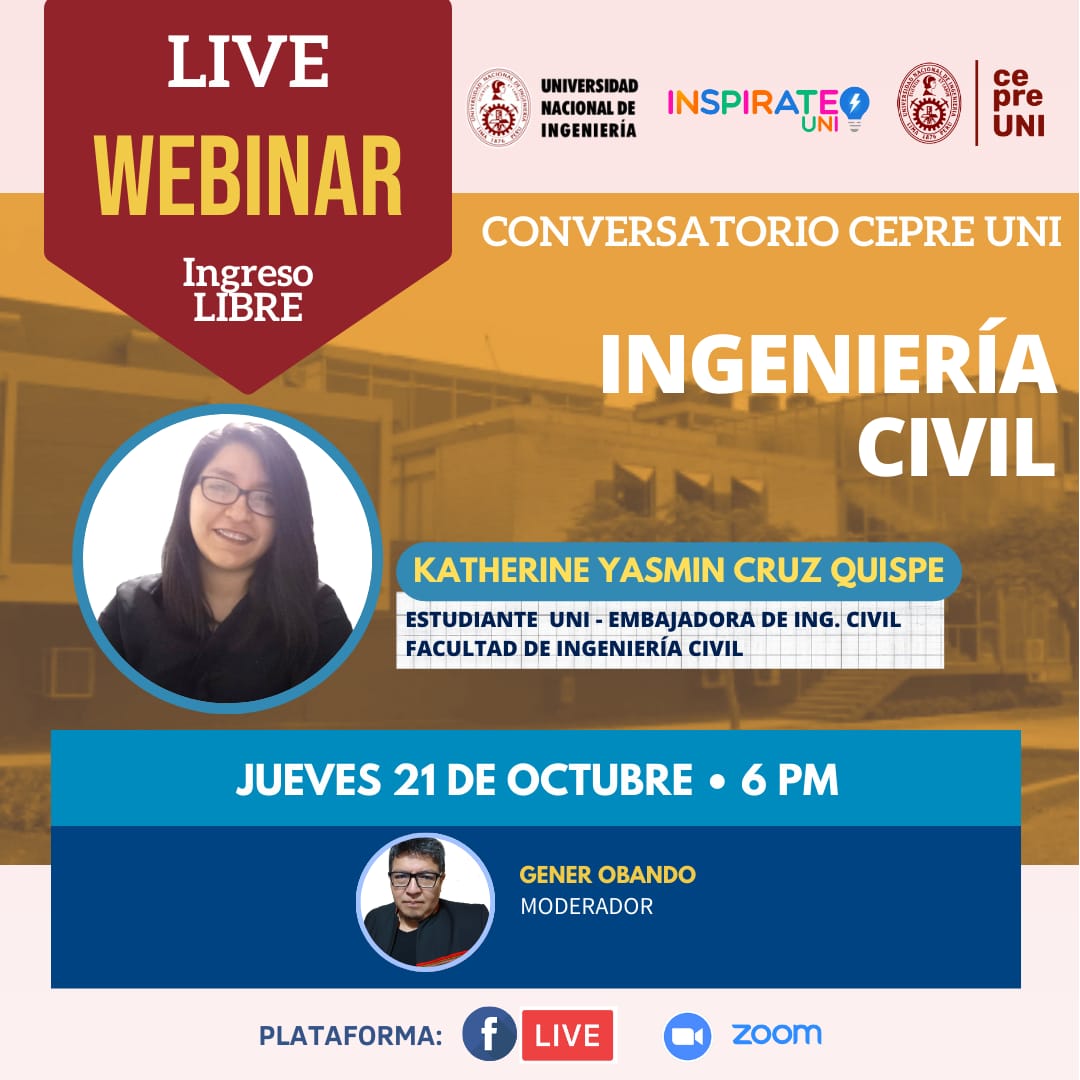 LIVE
WEBINAR
Ingreso
LIBRE
UNIVERSIDAD
NACIONAL DE
INGENIERÍA
INSPIRATE
UNI
ce
pre
UNI
CONVERSATORIO CEPRE UNI
INGENIERÍA
CIVIL
KATHERINE YASMIN CRUZ QUISPE
ESTUDIANTE UNI - EMBAJADORA DE ING. CIVIL
FACULTAD DE INGENIERÍA CIVIL
JUEVES 21 DE OCTUBRE • 6 PM
GENER OBANDO
MODERADOR
PLATAFORMA:
f
LIVE
zoom